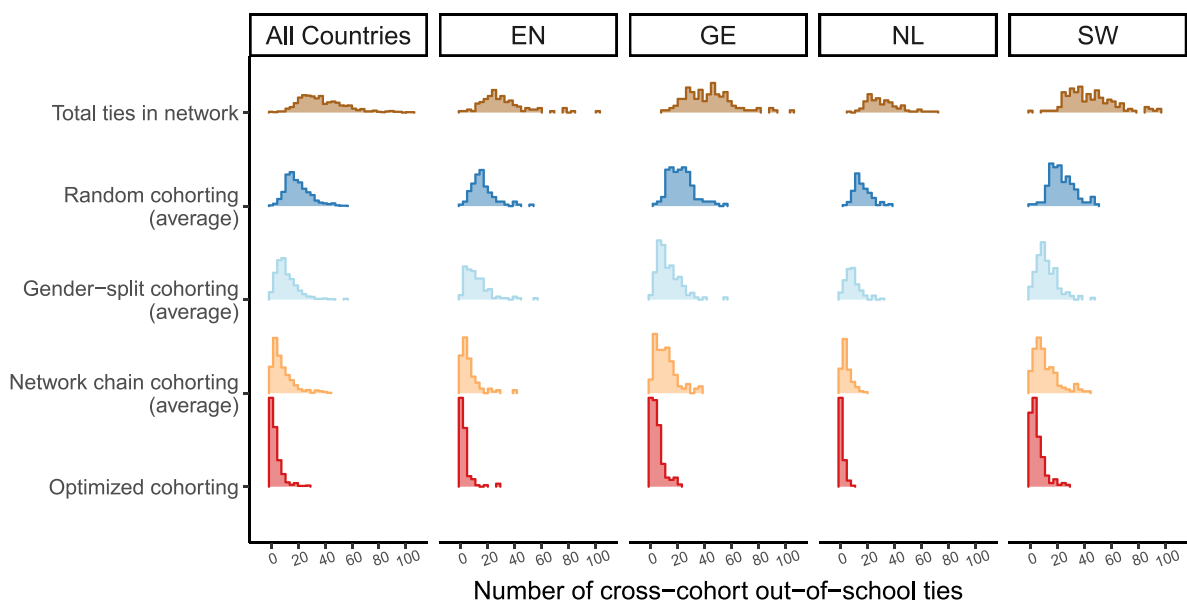 All Countries
EN
GE
NL
SW
Total ties in network
Random cohorting
(average)
Gender−split cohorting
(average)
Network chain cohorting
(average)
Optimized cohorting
0 20 40 60 80 100
0 20 40 60 80 100
0 20 40 60 80 100
0 20 40 60 80 100
0 20 40 60 80 100
Number of cross−cohort out−of−school ties